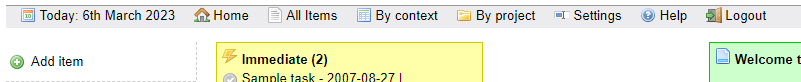 Today: 6th March 2023 Home All Items By context By project Settings Help Logout
Add item
Immediate (2)
Welcome
Sample task - 2007-08-27 |